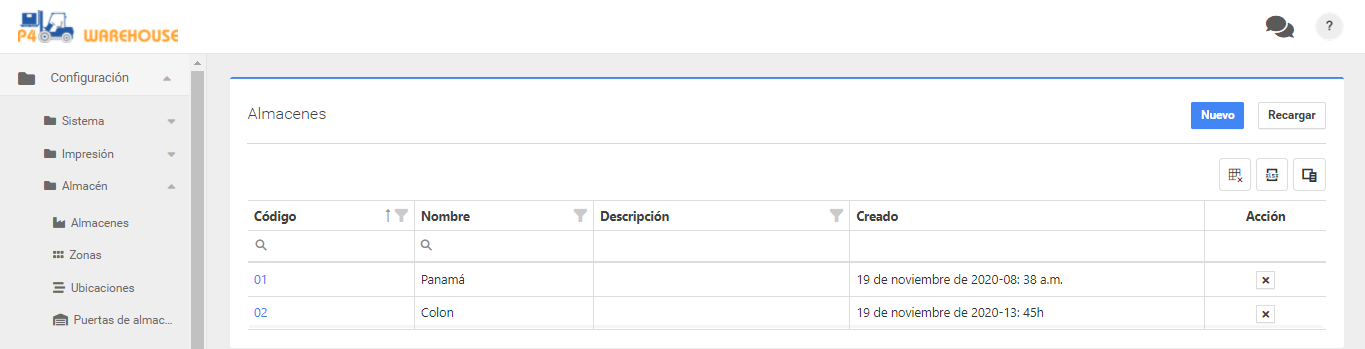 P4 WAREHOUSE
?
Configuración
Sistema
Impresión
Almacén
Almacenes
Zonas
Ubicaciones
Puertas de almac...
Almacenes
Nuevo
Recargar
XLSX
Código Nombre Descripción Creado Acción
01 Panamá 19 de noviembre de 2020-08: 38 a.m.
02 Colon 19 de noviembre de 2020-13: 45h